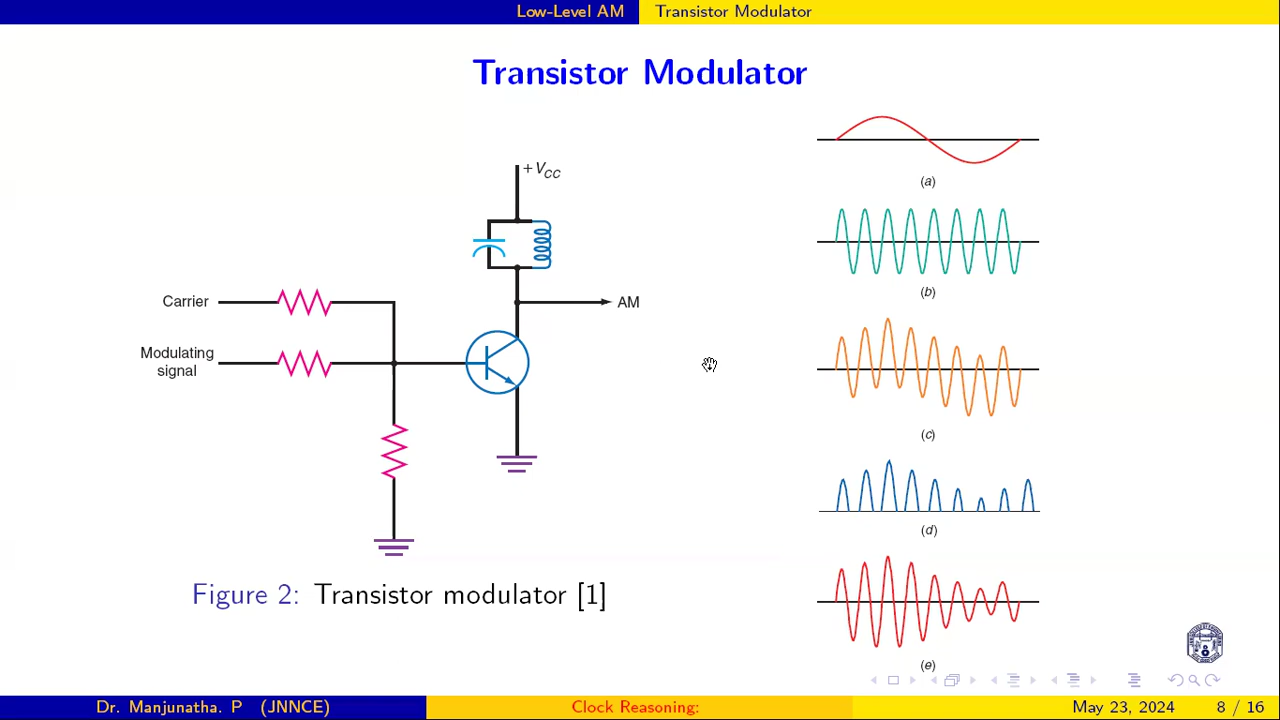 Low-Level AM Transistor Modulator
Transistor Modulator
+VCC
Carrier
AM
Modulating
signal
(a)
(b)
(c)
(d)
(e)
Figure 2: Transistor modulator [1]
Dr. Manjunatha. P (JNNCE) Clock Reasoning: May 23, 2024 8 / 16